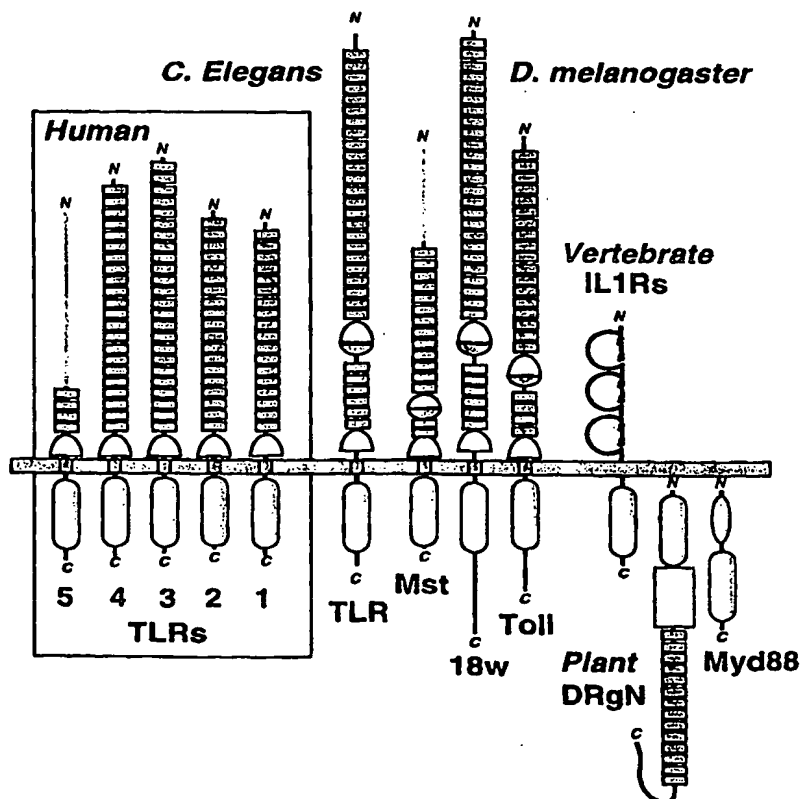 N
N
C. Elegans
D. melanogaster
Human
N
N
N
N
N
N
N
Vertebrate
IL1Rs
N
N
N
C
C
C
C
C
C
C
C
C
C
C
5
4
3
2
1
TLRs
TLR
Mst
18w
Toll
Plant
DRgN
Myd88
C